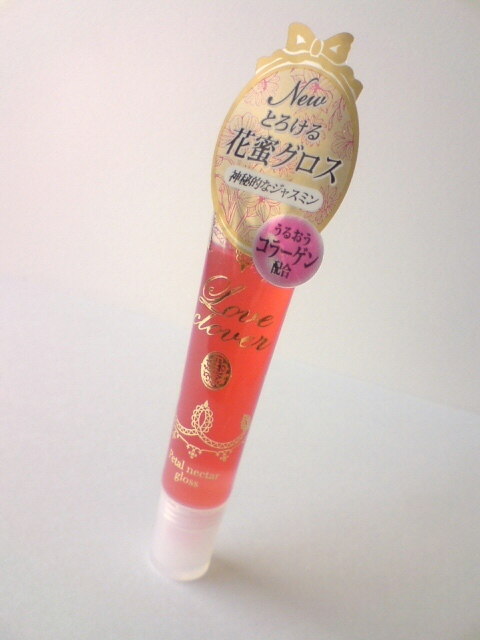 New
とろける
花蜜グロス
神秘的なジャスミン
うるおう
コラーゲン
配合
Love
clover
Petal nectar
gloss